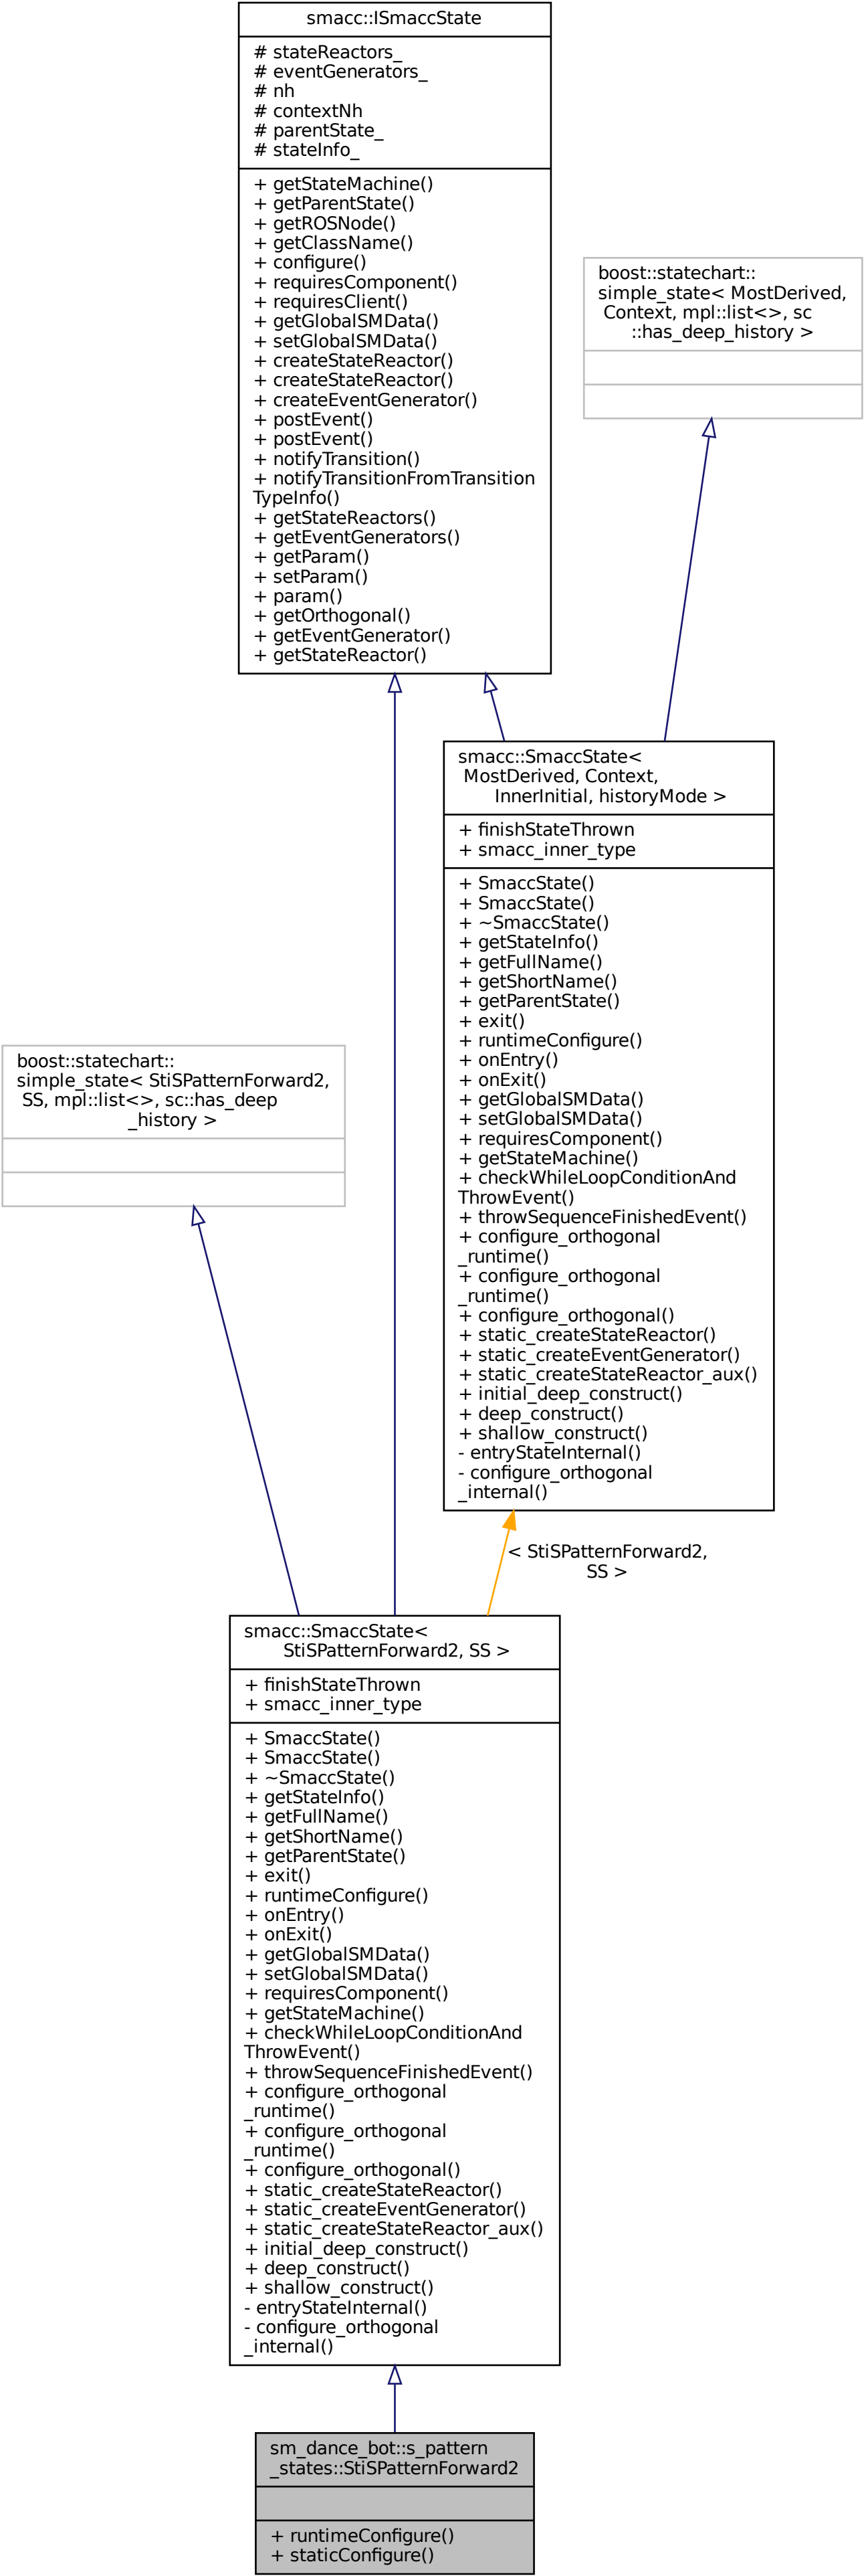 smacc::ISmaccState
# stateReactors_
# eventGenerators_
# nh
# contextNh
# parentState_
# stateInfo_
+ getStateMachine()
+ getParentState()
+ getROSNode()
+ getClassName()
+ configure()
+ requiresComponent()
+ requiresClient()
+ getGlobalSMData()
+ setGlobalSMData()
+ createStateReactor()
+ createStateReactor()
+ createEventGenerator()
+ postEvent()
+ postEvent()
+ notifyTransition()
+ notifyTransitionFromTransition
TypeInfo()
+ getStateReactors()
+ getEventGenerators()
+ getParam()
+ setParam()
+ param()
+ getOrthogonal()
+ getEventGenerator()
+ getStateReactor()
boost::statechart::
simple_state< MostDerived,
Context, mpl::list<>, sc
::has_deep_history >
smacc::SmaccState<
MostDerived, Context,
InnerInitial, historyMode >
+ finishStateThrown
+ smacc_inner_type
+ SmaccState()
+ SmaccState()
+ ~SmaccState()
+ getStateInfo()
+ getFullName()
+ getShortName()
+ getParentState()
+ exit()
+ runtimeConfigure()
+ onEntry()
+ onExit()
+ getGlobalSMData()
+ setGlobalSMData()
+ requiresComponent()
+ getStateMachine()
+ checkWhileLoopConditionAnd
ThrowEvent()
+ throwSequenceFinishedEvent()
+ configure_orthogonal
_runtime()
+ configure_orthogonal
_runtime()
+ configure_orthogonal()
+ static_createStateReactor()
+ static_createEventGenerator()
+ static_createStateReactor_aux()
+ initial_deep_construct()
+ deep_construct()
+ shallow_construct()
- entryStateInternal()
- configure_orthogonal
_internal()
boost::statechart::
simple_state< StiSPatternForward2,
SS, mpl::list<>, sc::has_deep
_history >
< StiSPatternForward2,
SS >
smacc::SmaccState<
StiSPatternForward2, SS >
+ finishStateThrown
+ smacc_inner_type
+ SmaccState()
+ SmaccState()
+ ~SmaccState()
+ getStateInfo()
+ getFullName()
+ getShortName()
+ getParentState()
+ exit()
+ runtimeConfigure()
+ onEntry()
+ onExit()
+ getGlobalSMData()
+ setGlobalSMData()
+ requiresComponent()
+ getStateMachine()
+ checkWhileLoopConditionAnd
ThrowEvent()
+ throwSequenceFinishedEvent()
+ configure_orthogonal
_runtime()
+ configure_orthogonal
_runtime()
+ configure_orthogonal()
+ static_createStateReactor()
+ static_createEventGenerator()
+ static_createStateReactor_aux()
+ initial_deep_construct()
+ deep_construct()
+ shallow_construct()
- entryStateInternal()
- configure_orthogonal
_internal()
sm_dance_bot::s_pattern
_states::StiSPatternForward2
+ runtimeConfigure()
+ staticConfigure()